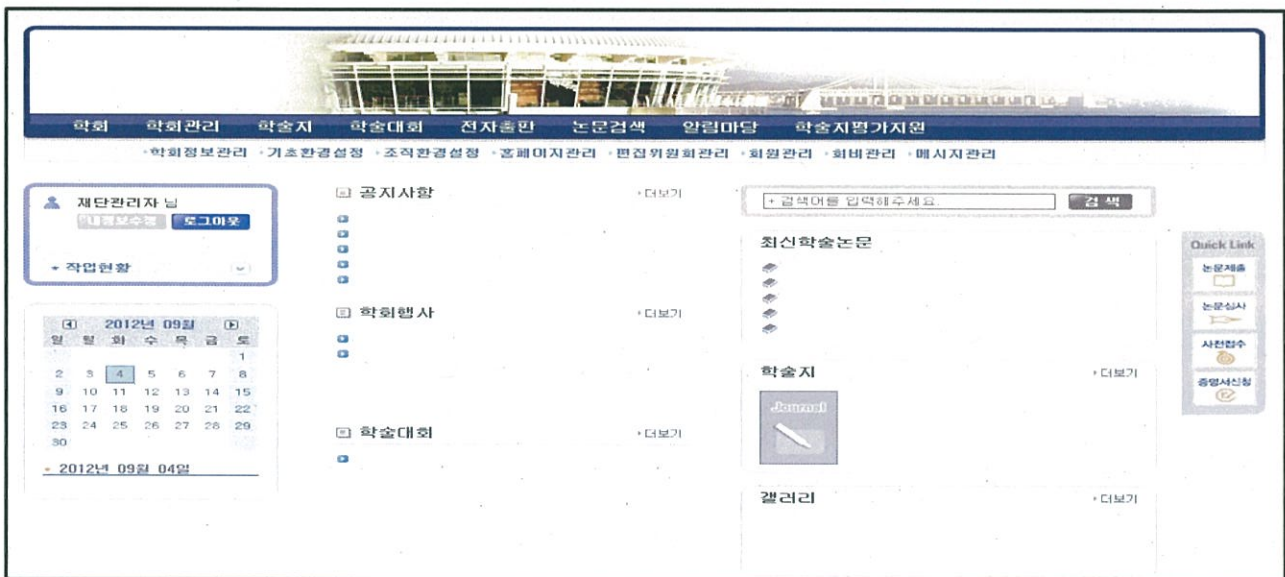 학회 학회관리 학술지 학술대회 전자출판 논문검색 알림마당 학술지평가지원
·학회정보관리 ·기초환경설정 ·조직환경설정 ·홈페이지관리 ·편집위원회관리 ·회원관리 ·회비관리 ·메시지관리
재단관리자 님
내정보수정 로그아웃
작업현황
2012년 09월
일 월 화 수 목 금 토
1
2 3 4 5 6 7 8
9 10 11 12 13 14 15
16 17 18 19 20 21 22
23 24 25 26 27 28 29
30
2012년 09월 04일
공지사항 더보기
학회행사 더보기
학술대회 더보기
+ 검색어를 입력해주세요. 검색
최신학술논문
학술지 더보기
Journal
갤러리 더보기
Quick Link
논문제출
논문심사
사전접수
증명서신청